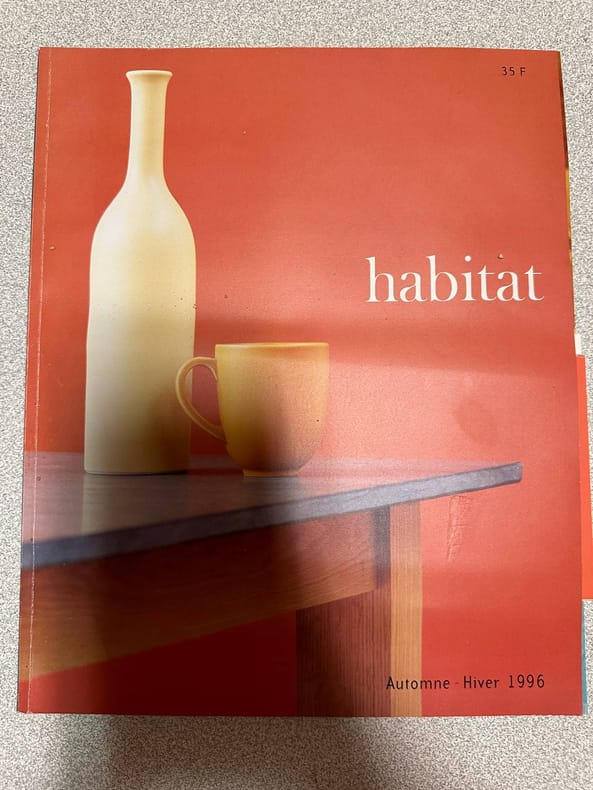 35 F
habitat
Automne - Hiver 1996